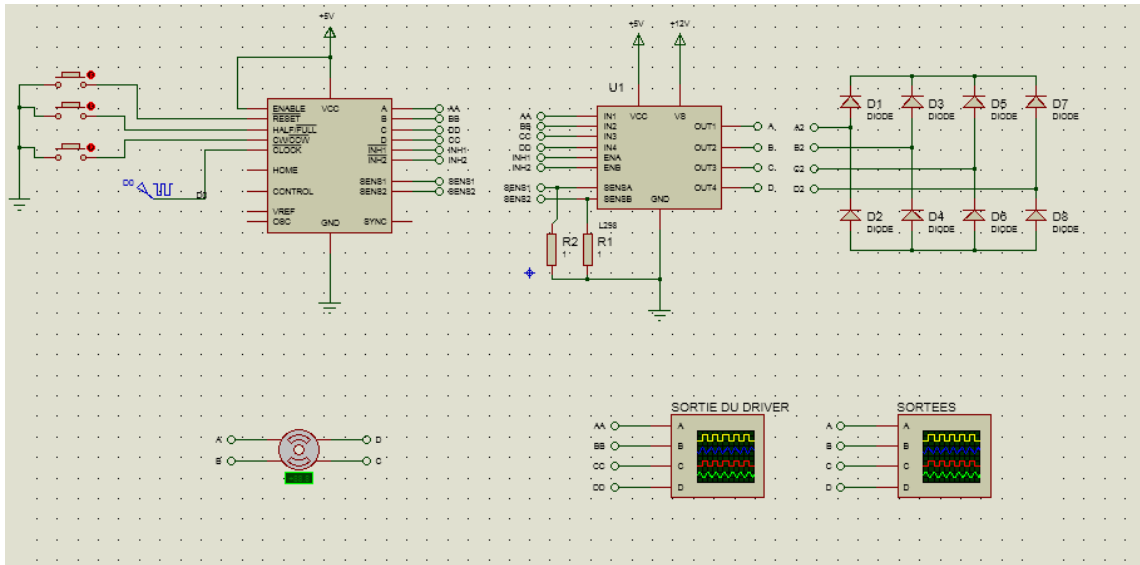 +5V
ENABLE
RESET
HALF/FULL
CW/CCW
CLOCK
HOME
CONTROL
VREF
OSC
VCC
GND
A
B
C
D
INH1
INH2
SENS1
SENS2
SYNC
AA
BB
DD
CC
INH1
INH2
SENS1
SENS2
+5V
+12V
U1
AA
BB
CC
DD
INH1
INH2
SENS1
SENS2
IN1
IN2
IN3
IN4
ENA
ENB
SENSA
SENSB
VCC
VS
GND
OUT1
OUT2
OUT3
OUT4
A
B
C
D
L298
R2
1
R1
1
A2
B2
C2
D2
D1
DIODE
D3
DIODE
D5
DIODE
D7
DIODE
D2
DIODE
D4
DIODE
D6
DIODE
D8
DIODE
A
B
D
C
SORTIE DU DRIVER
AA
BB
CC
DD
A
B
C
D
SORTEES
A
B
C
D
A
B
C
D